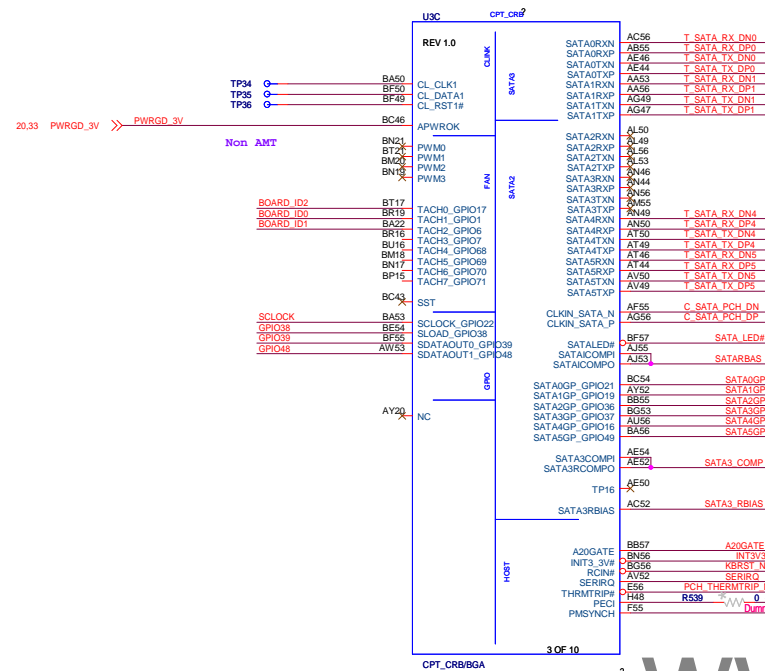 U3C
CPT_CRB
?
REV 1.0
CLINK
SATA3
FAN
SATA2
GPIO
HOST
TP34
TP35
TP36
BA50
BF50
BF49
CL_CLK1
CL_DATA1
CL_RST1#
20,33 PWRGD_3V
PWRGD_3V
BC46
APWROK
Non AMT
BN21
PWM0
BT21
PWM1
BM20
PWM2
BN19
PWM3
BOARD_ID2
BT17
TACH0_GPIO17
BOARD_ID0
BR19
TACH1_GPIO1
BOARD_ID1
BA22
TACH2_GPIO6
BR16
TACH3_GPIO7
BU16
TACH4_GPIO68
BM18
TACH5_GPIO69
BN17
TACH6_GPIO70
BP15
TACH7_GPIO71
BC43
SST
SCLOCK
BA53
SCLOCK_GPIO22
GPIO38
BE54
SLOAD_GPIO38
GPIO39
BF55
SDATAOUT0_GPIO39
GPIO48
AW53
SDATAOUT1_GPIO48
AY20
NC
SATA0RXN AC56 T_SATA_RX_DN0
SATA0RXP AB55 T_SATA_RX_DP0
SATA0TXN AE46 T_SATA_TX_DN0
SATA0TXP AE44 T_SATA_TX_DP0
SATA1RXN AA53 T_SATA_RX_DN1
SATA1RXP AA56 T_SATA_RX_DP1
SATA1TXN AG49 T_SATA_TX_DN1
SATA1TXP AG47 T_SATA_TX_DP1
SATA2RXN AL50
SATA2RXP AL49
SATA2TXN AL56
SATA2TXP AL53
SATA3RXN AN46
SATA3RXP AN44
SATA3TXN AN56
SATA3TXP AM55
SATA4RXN AN49 T_SATA_RX_DN4
SATA4RXP AN50 T_SATA_RX_DP4
SATA4TXN AT50 T_SATA_TX_DN4
SATA4TXP AT49 T_SATA_TX_DP4
SATA5RXN AT46 T_SATA_RX_DN5
SATA5RXP AT44 T_SATA_RX_DP5
SATA5TXN AV50 T_SATA_TX_DN5
SATA5TXP AV49 T_SATA_TX_DP5
CLKIN_SATA_N AF55 C_SATA_PCH_DN
CLKIN_SATA_P AG56 C_SATA_PCH_DP
SATALED# BF57 SATA_LED#
SATAICOMPI AJ55
SATAICOMPO AJ53 SATARBAS
SATA0GP_GPIO21 BC54 SATA0GP
SATA1GP_GPIO19 AY52 SATA1GP
SATA2GP_GPIO36 BB55 SATA2GP
SATA3GP_GPIO37 BG53 SATA3GP
SATA4GP_GPIO16 AU56 SATA4GP
SATA5GP_GPIO49 BA56 SATA5GP
SATA3COMPI AE54
SATA3RCOMPO AE52 SATA3_COMP
TP16 AE50
SATA3RBIAS AC52 SATA3_RBIAS
A20GATE BB57 A20GATE
INIT3_3V# BN56 INT3V3
RCIN# BG56 KBRST_N
SERIRQ AV52 SERIRQ
THRMTRIP# E56 PCH_THERMTRIP_
PECI H48 R539 * 0
PMSYNCH F55 Dumm
3 OF 10
CPT_CRB/BGA